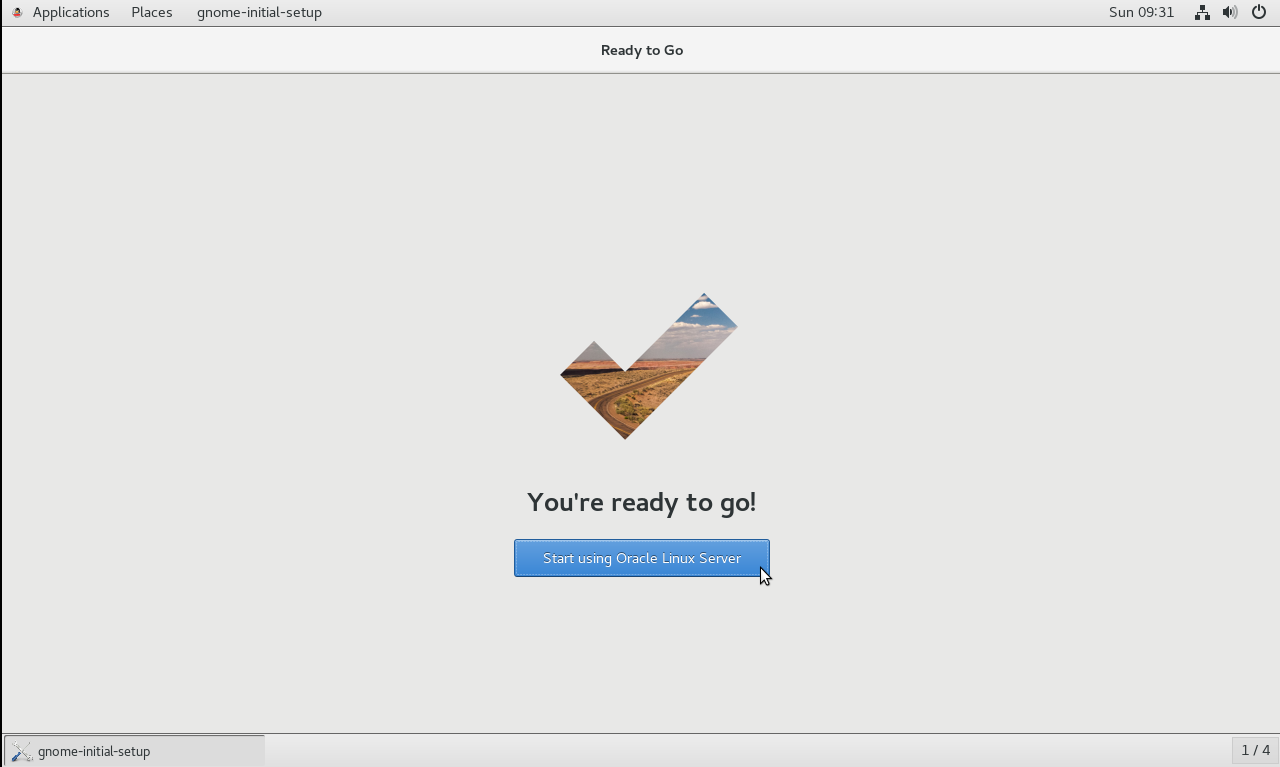 Applications Places gnome-initial-setup Sun 09:31
Ready to Go
You're ready to go!
Start using Oracle Linux Server
gnome-initial-setup 1 / 4